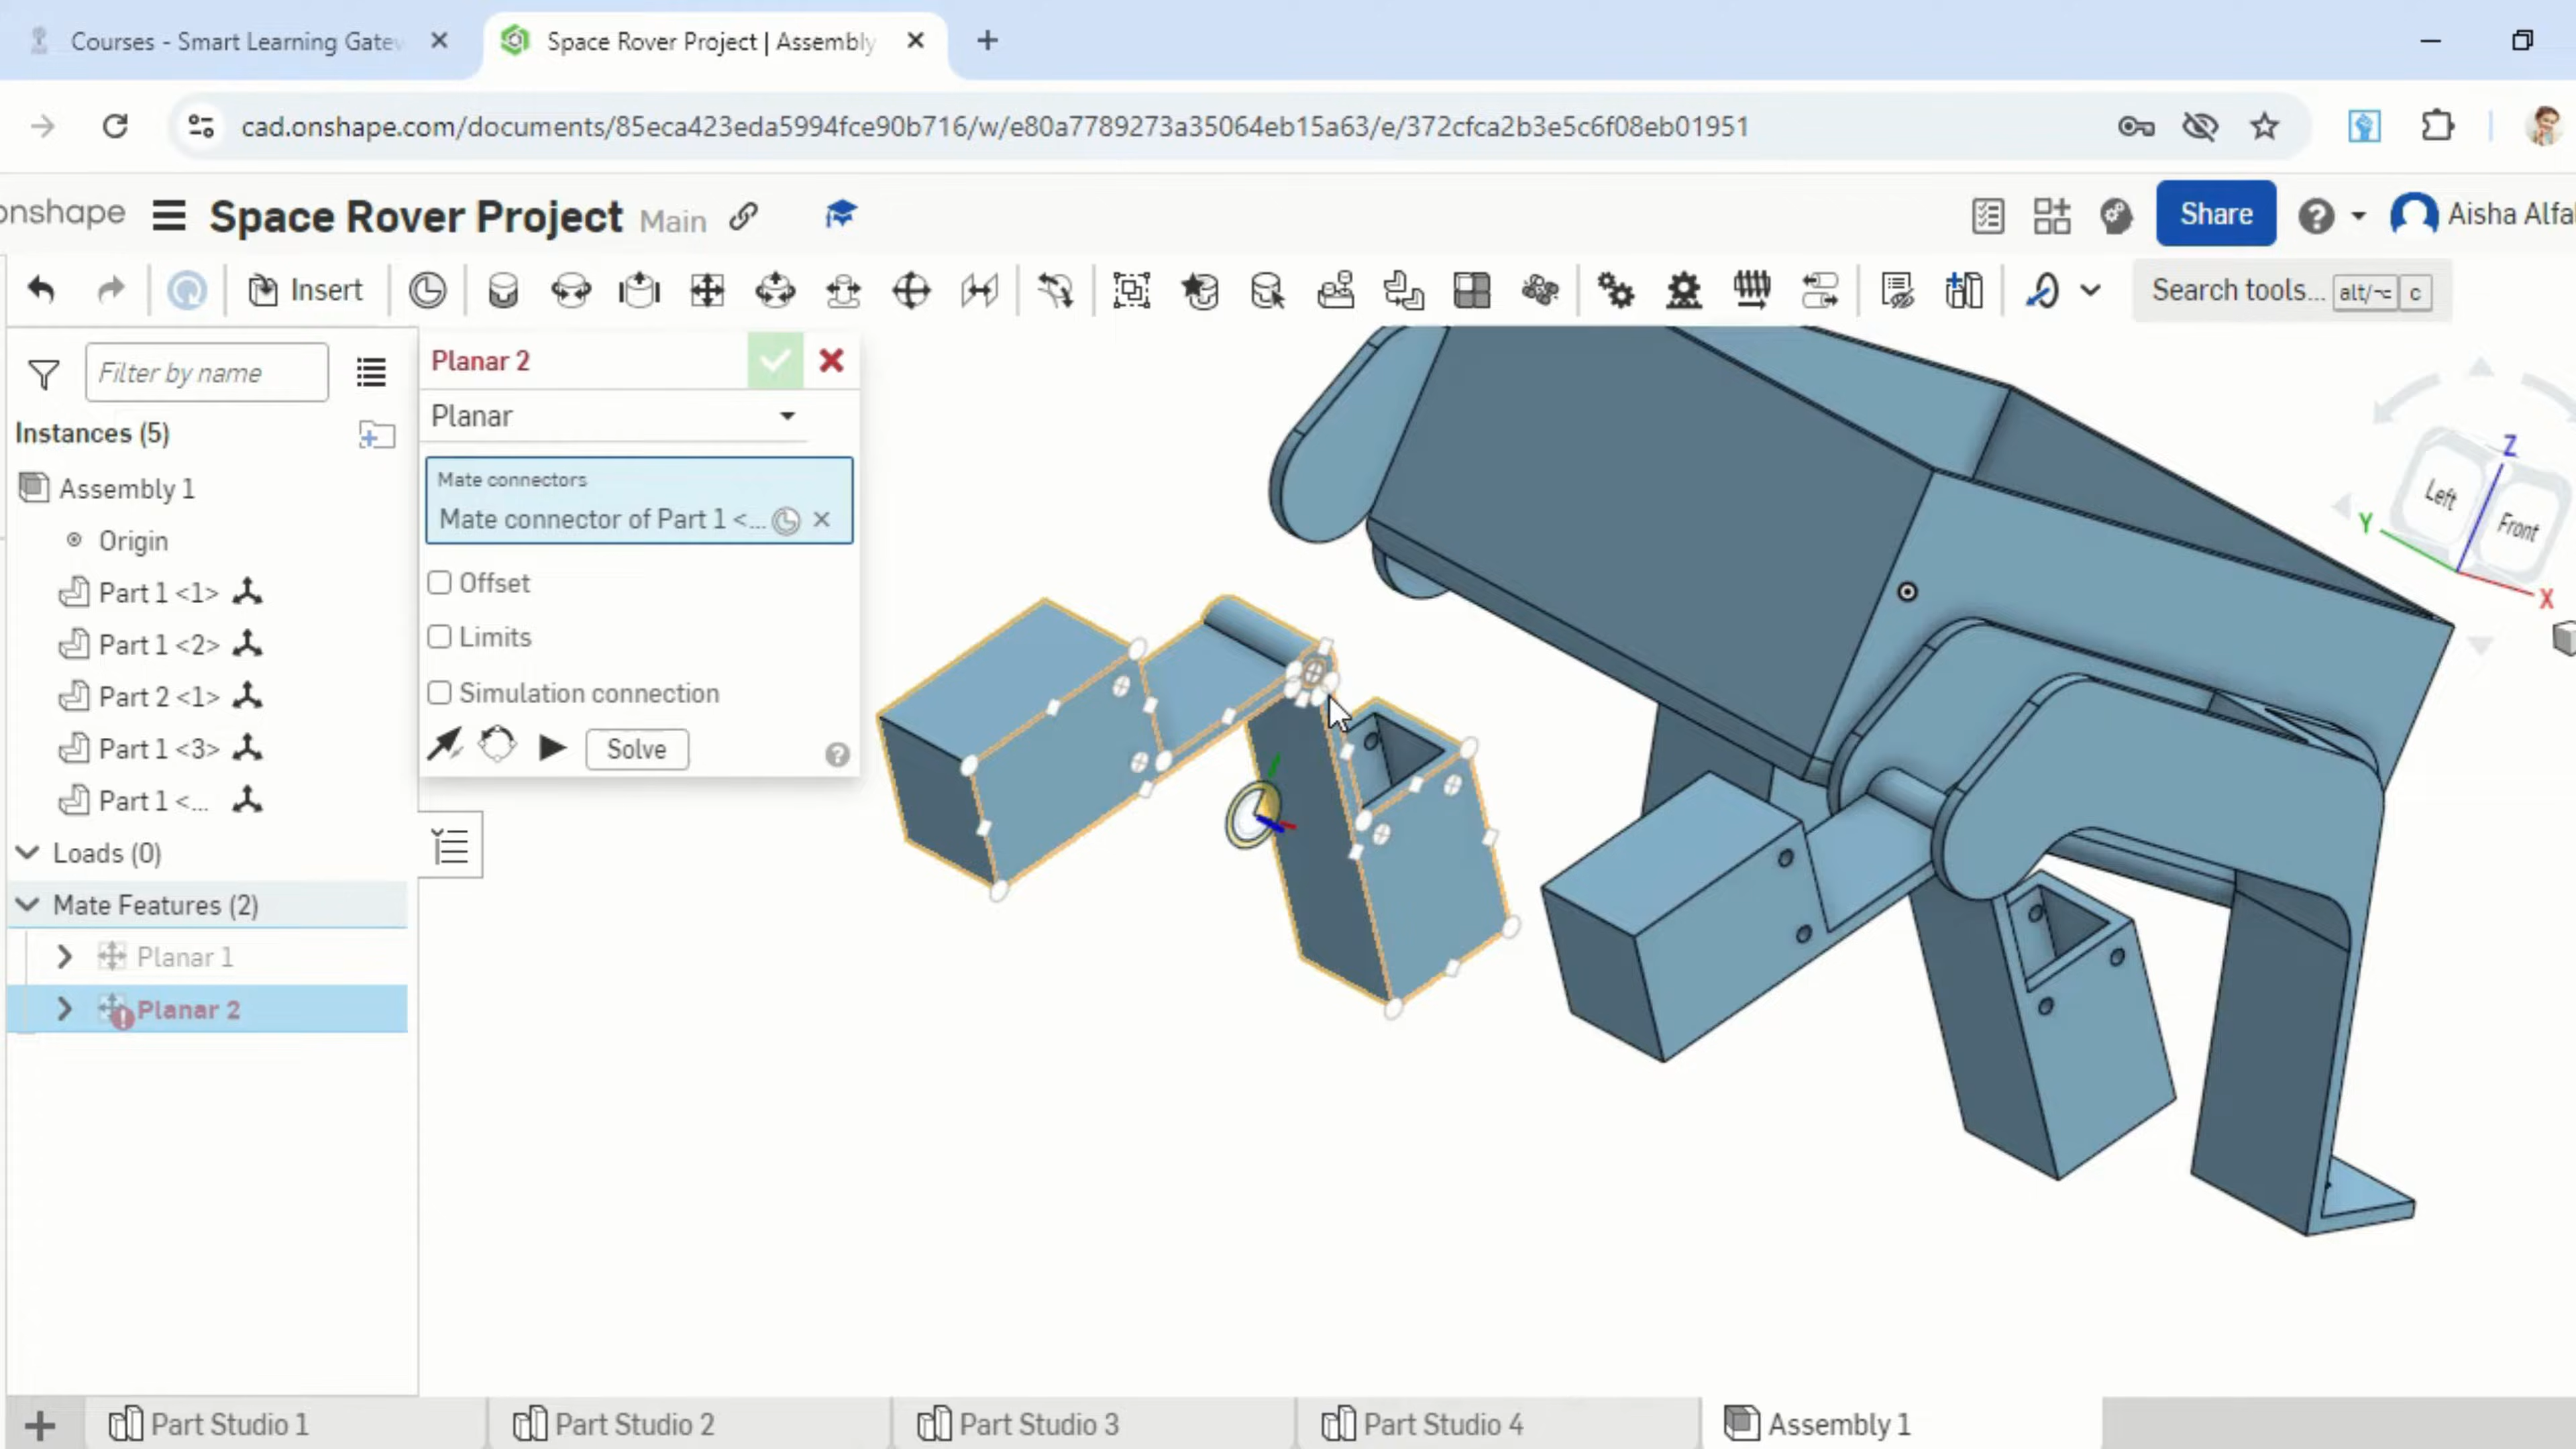 Courses - Smart Learning Gatew
Space Rover Project | Assembly
cad.onshape.com/documents/85eca423eda5994fce90b716/w/e80a7789273a35064eb15a63/e/372cfca2b3e5c6f08eb01951
onshape Space Rover Project Main Share Aisha Alfal
Insert Search tools... alt/⌥ c
Filter by name
Instances (5)
Assembly 1
Origin
Part 1 <1>
Part 1 <2>
Part 2 <1>
Part 1 <3>
Part 1 <...
Loads (0)
Mate Features (2)
Planar 1
Planar 2
Planar 2
Planar
Mate connectors
Mate connector of Part 1 <...
Offset
Limits
Simulation connection
Solve
Z
Left
Front
Y
X
Part Studio 1
Part Studio 2
Part Studio 3
Part Studio 4
Assembly 1